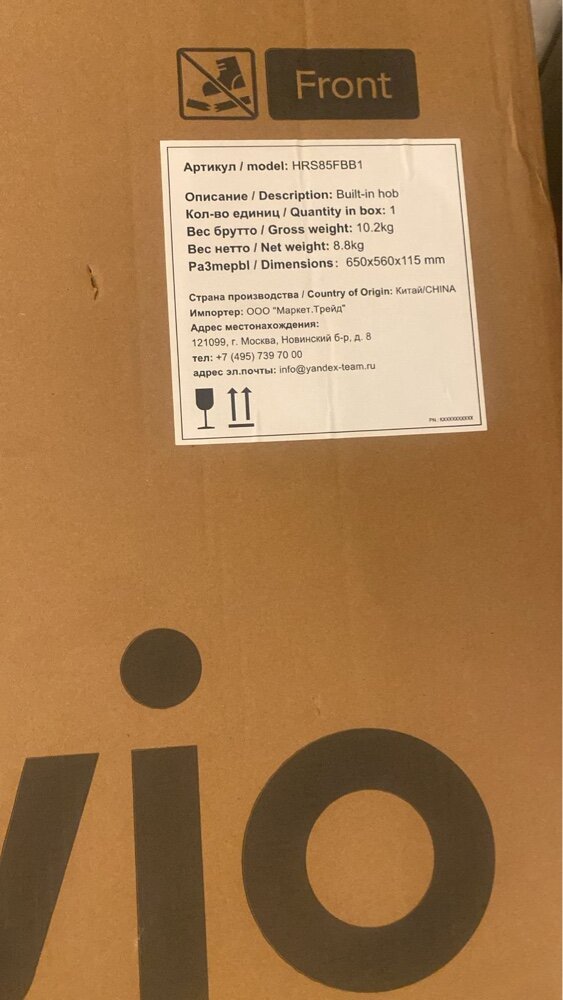 Front
Артикул / model: HRS85FBB1
Описание / Description: Built-in hob
Кол-во единиц / Quantity in box: 1
Вес брутто / Gross weight: 10.2kg
Вес нетто / Net weight: 8.8kg
Pa3mepbl / Dimensions: 650x560x115 mm
Страна производства / Country of Origin: Китай/CHINA
Импортер: ООО "Маркет.Трейд"
Адрес местонахождения:
121099, г. Москва, Новинский б-р, д. 8
тел: +7 (495) 739 70 00
адрес эл.почты: info@yandex-team.ru
PN.: XXXXXXXXXXX
vio